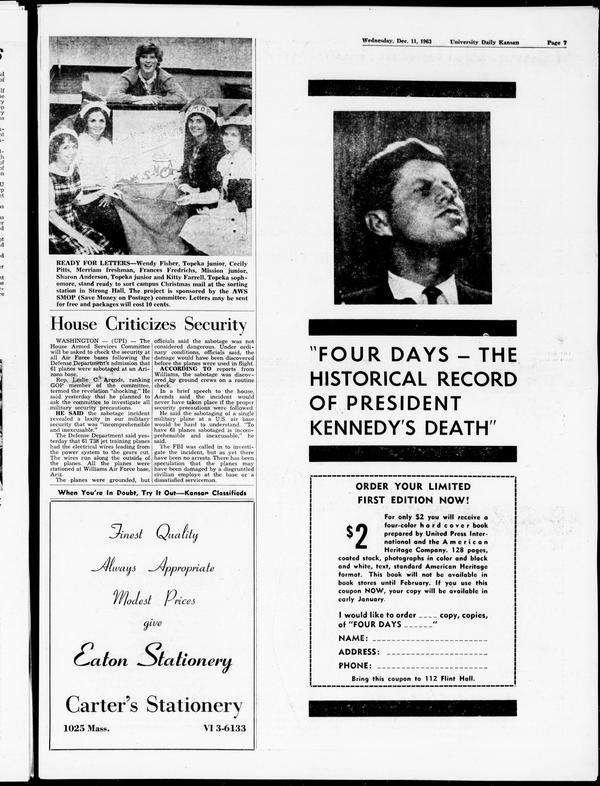 Wednesday, Dec. 11, 1963 University Daily Kansan Page 7
READY FOR LETTERS—Wendy Fisher, Topeka junior, Cecily
Pitts, Merriam freshman, Frances Fredrichs, Mission junior,
Sharon Anderson, Topeka junior and Kitty Farrell, Topeka soph-
omore, stand ready to sort campus Christmas mail at the sorting
station in Strong Hall. The project is sponsored by the AWS
SMOP (Save Money on Postage) committee. Letters may be sent
for free and packages will cost 10 cents.
House Criticizes Security
WASHINGTON — (UPI) — The
House Armed Services Committee
will be asked to check the security at
all Air Force bases following the
Defense Department's admission that
61 planes were sabotaged at an Ari-
zona base.
Rep. Leslie C. Arends, ranking
GOP member of the committee,
termed the revelation "shocking." He
said yesterday that he planned to
ask the committee to investigate all
military security precautions.
HE SAID the sabotage incident
revealed a laxity in our military
security that was "incomprehensible
and inexcusable."
The Defense Department said yes-
terday that 61 T38 jet training planes
had the electrical wires leading from
the power system to the gears cut.
The wires run along the outside of
the planes. All the planes were
stationed at Williams Air Force base,
Ariz.
The planes were grounded, but
officials said the sabotage was not
considered dangerous. Under ordi-
nary conditions, officials said, the
damage would have been discovered
before the planes were used in flight.
ACCORDING TO reports from
Williams, the sabotage was discov-
ered by ground crews on a routine
check.
In a brief speech to the house,
Arends said the incident would
never have taken place if the proper
security precautions were followed.
He said the sabotaging of a single
military plane at a U.S. air base
would be hard to understand. "To
have 61 planes sabotaged is incom-
prehensible and inexcusable," he
said.
The FBI was called in to investi-
gate the incident, but as yet there
have been no arrests. There has been
speculation that the planes may
have been damaged by a disgruntled
civilian employe at the base or a
dissatisfied serviceman.
When You're In Doubt, Try It Out—Kansan Classifieds
Finest Quality
Always Appropriate
Modest Prices
give
Eaton Stationery
Carter's Stationery
1025 Mass. VI 3-6133
"FOUR DAYS – THE
HISTORICAL RECORD
OF PRESIDENT
KENNEDY'S DEATH"
ORDER YOUR LIMITED
FIRST EDITION NOW!
$2
For only $2 you will receive a
four-color hard cover book
prepared by United Press Inter-
national and the American
Heritage Company. 128 pages,
coated stock, photographs in color and black
and white, text, standard American Heritage
format. This book will not be available in
book stores until February. If you use this
coupon NOW, your copy will be available in
early January.
I would like to order ____ copy, copies,
of "FOUR DAYS ______"
NAME: ____________________
ADDRESS: ____________________
PHONE: ____________________
Bring this coupon to 112 Flint Hall.